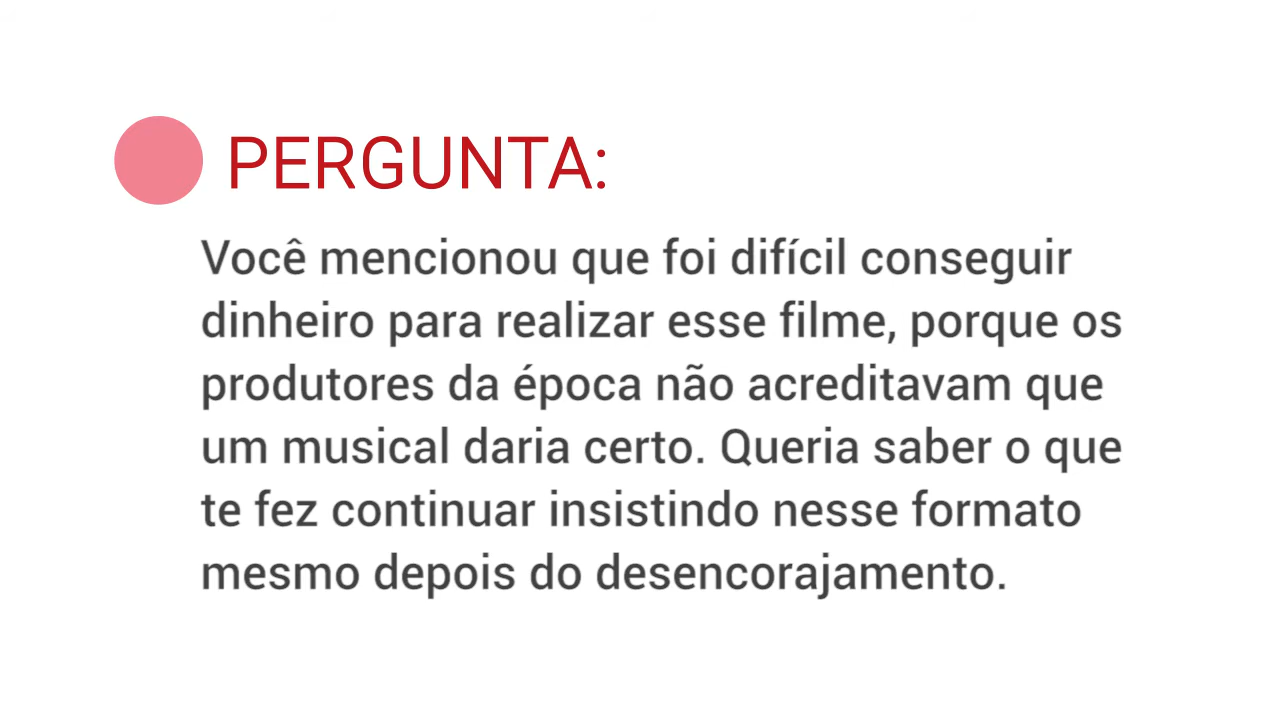 PERGUNTA:
Você mencionou que foi difícil conseguir
dinheiro para realizar esse filme, porque os
produtores da época não acreditavam que
um musical daria certo. Queria saber o que
te fez continuar insistindo nesse formato
mesmo depois do desencorajamento.